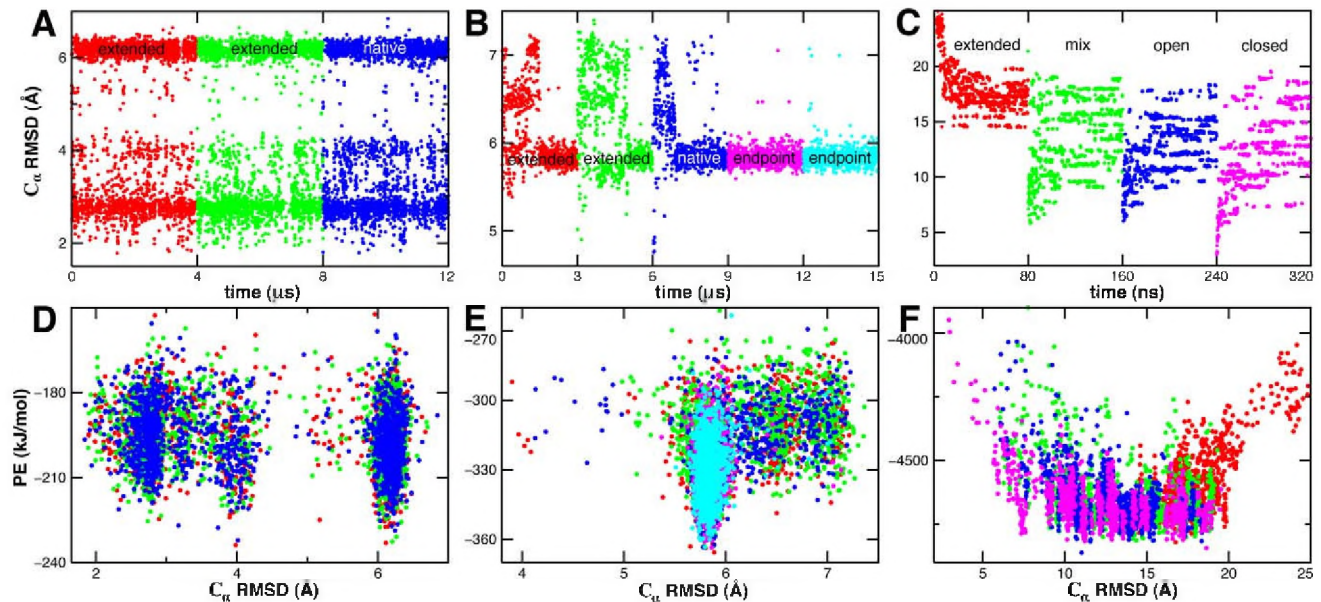 A
extended extended native
6
4
2
0 4 8 12
time (μs)
Cα RMSD (Å)
B
7
6
5
extended extended native endpoint endpoint
0 3 6 9 12 15
time (μs)
C
extended mix open closed
20
15
10
5
0 80 160 240 320
time (ns)
D
−180
−210
−240
PE (kJ/mol)
2 4 6
Cα RMSD (Å)
E
−270
−300
−330
−360
4 5 6 7
Cα RMSD (Å)
F
−4000
−4500
5 10 15 20 25
Cα RMSD (Å)